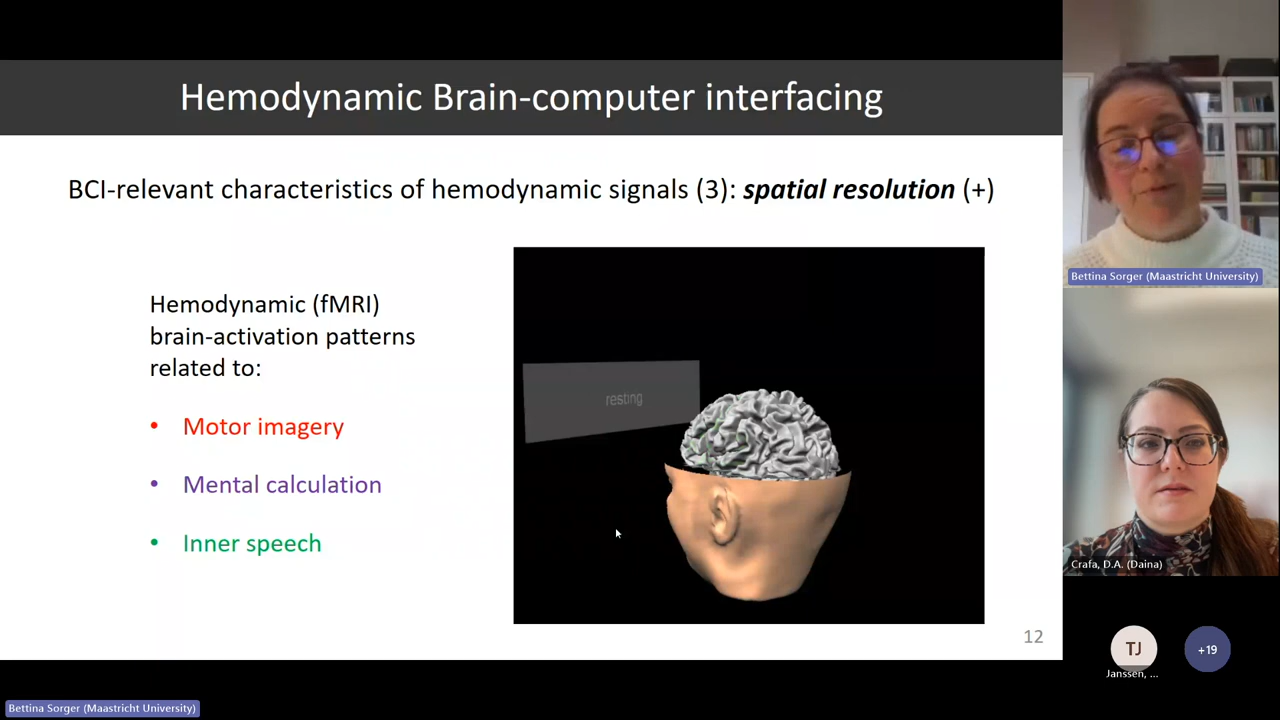 Hemodynamic Brain-computer interfacing
BCI-relevant characteristics of hemodynamic signals (3): spatial resolution (+)
Hemodynamic (fMRI)
brain-activation patterns
related to:
• Motor imagery
• Mental calculation
• Inner speech
resting
12
Bettina Sorger (Maastricht University)
Crafa, D.A. (Daina)
TJ
Janssen, ...
+19
Bettina Sorger (Maastricht University)